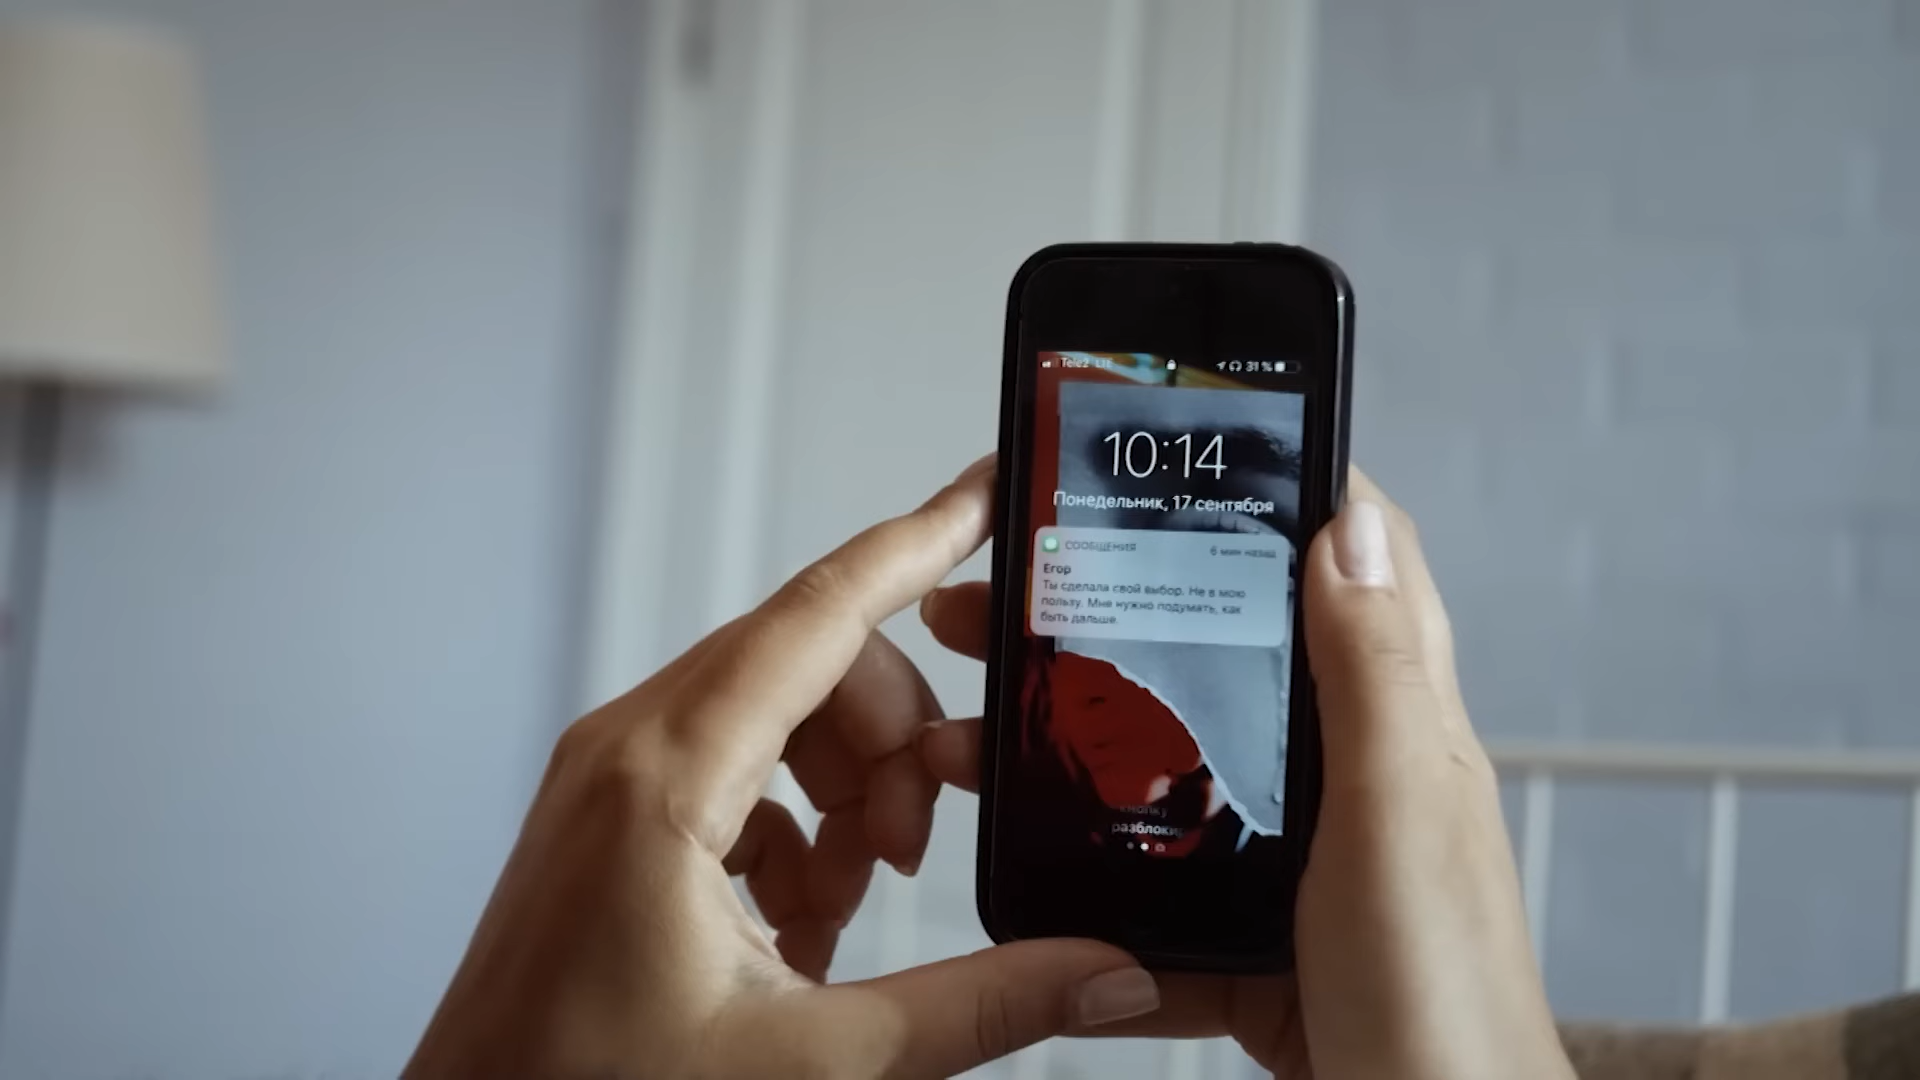 Tele2 LTE 31 %
10:14
Понедельник, 17 сентября
СООБЩЕНИЯ 6 мин назад
Егор
Ты сделала свой выбор. Не в мою
пользу. Мне нужно подумать, как
быть дальше.
кнопку
разблокир